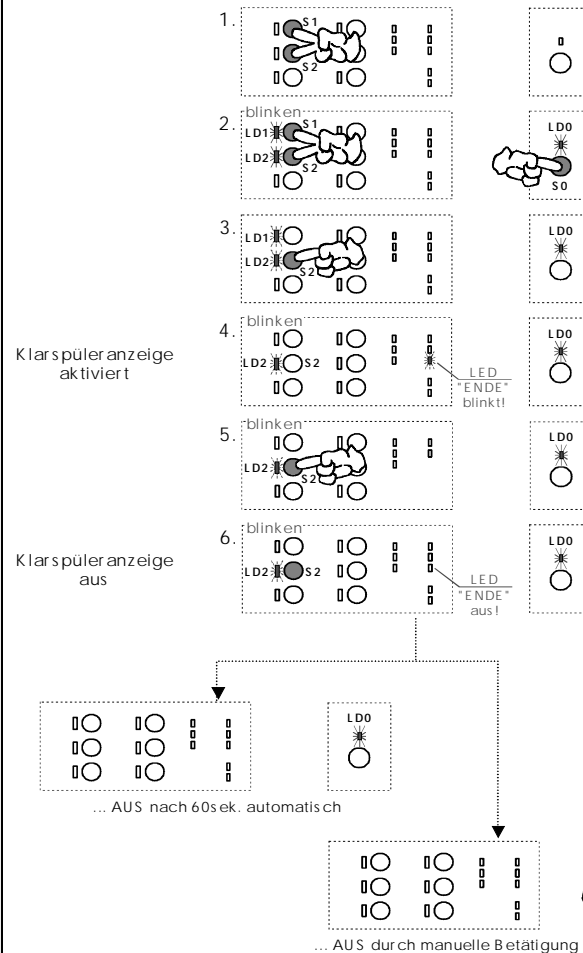 1.
S1
S2
2.
blinken
LD1 S1
LD2 S2
LD0
S0
3.
LD1
LD2 S2
LD0
Klarspüleranzeige
aktiviert
4.
blinken
LD2 S2
LED
"ENDE"
blinkt!
LD0
5.
blinken
LD2 S2
LD0
Klarspüleranzeige
aus
6.
blinken
LD2 S2
LED
"ENDE"
aus!
LD0
LD0
... AUS nach 60sek. automatisch
... AUS durch manuelle Betätigung